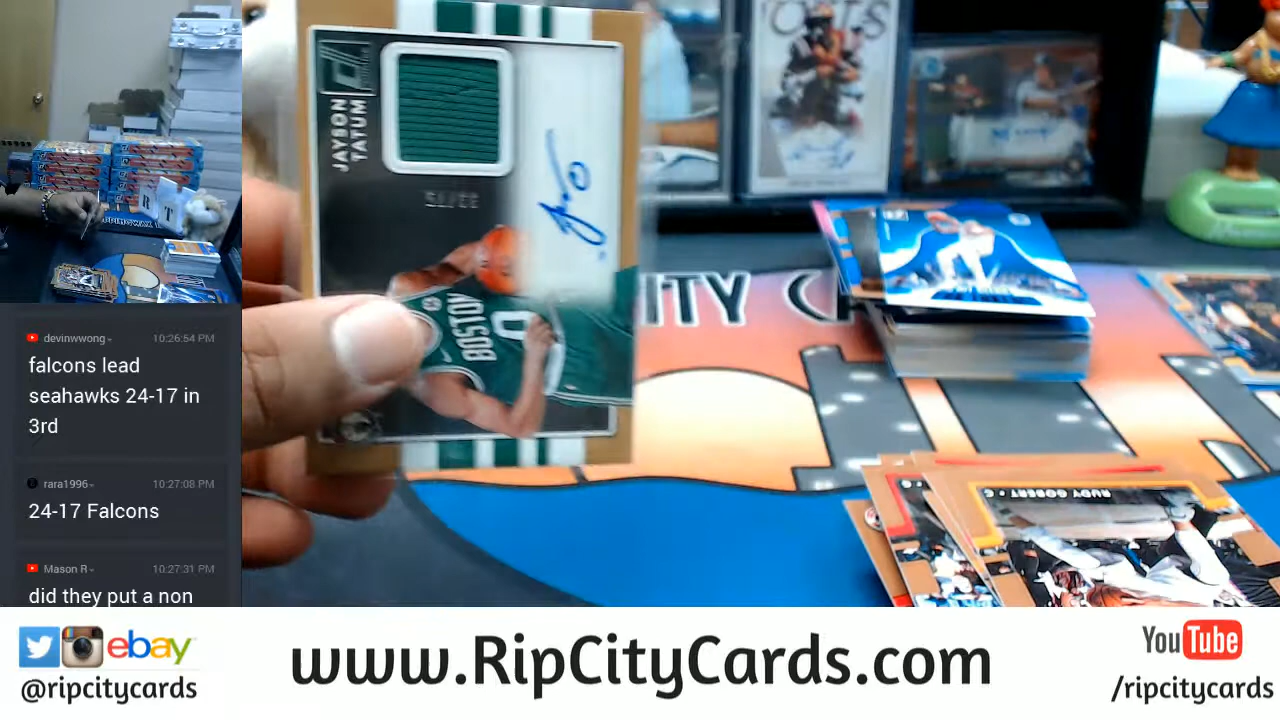 JAYSON
TATUM
BOSTON
0
ITY C
RUDY GOBERT • C
R T
devinwwong 10:26:54 PM
falcons lead
seahawks 24-17 in
3rd
rara1996 10:27:08 PM
24-17 Falcons
Mason R 10:27:31 PM
did they put a non
ebay
@ripcitycards
www.RipCityCards.com
YouTube
/ripcitycards